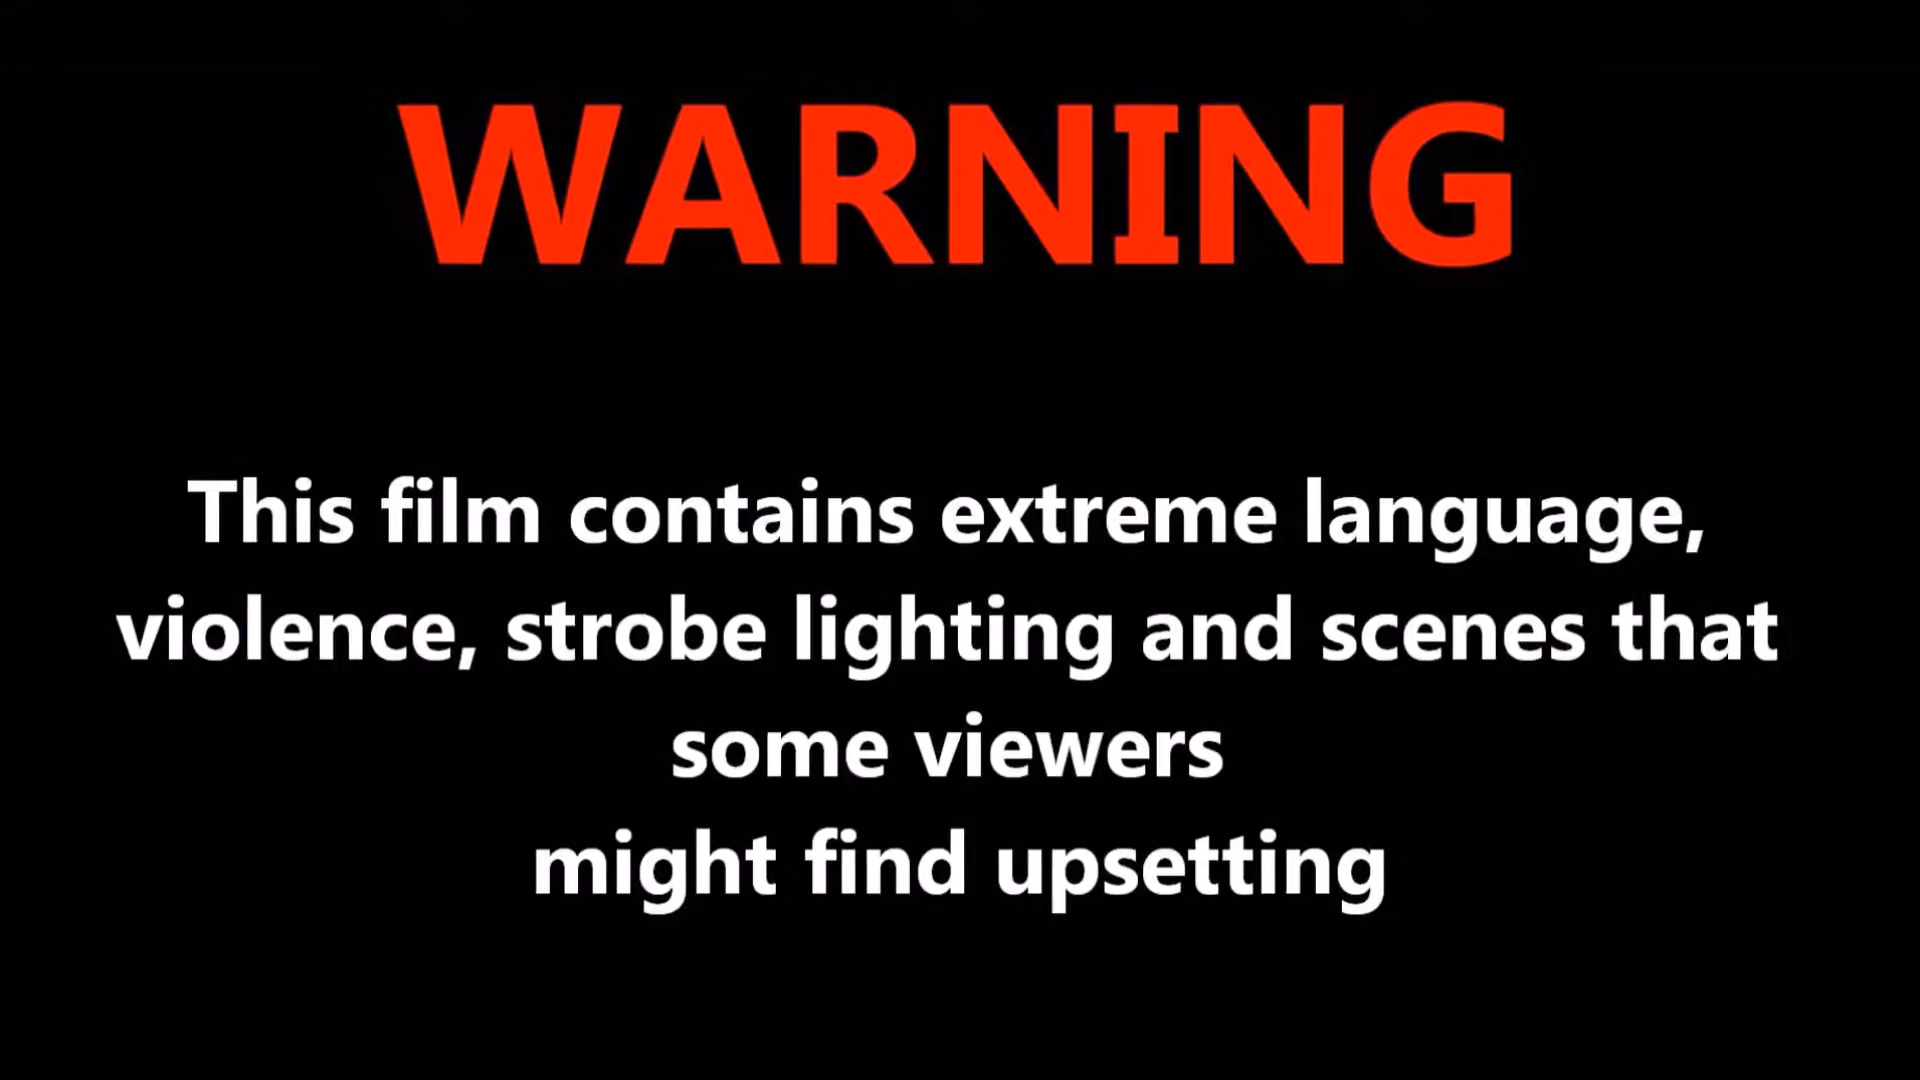 WARNING
This film contains extreme language,
violence, strobe lighting and scenes that
some viewers
might find upsetting